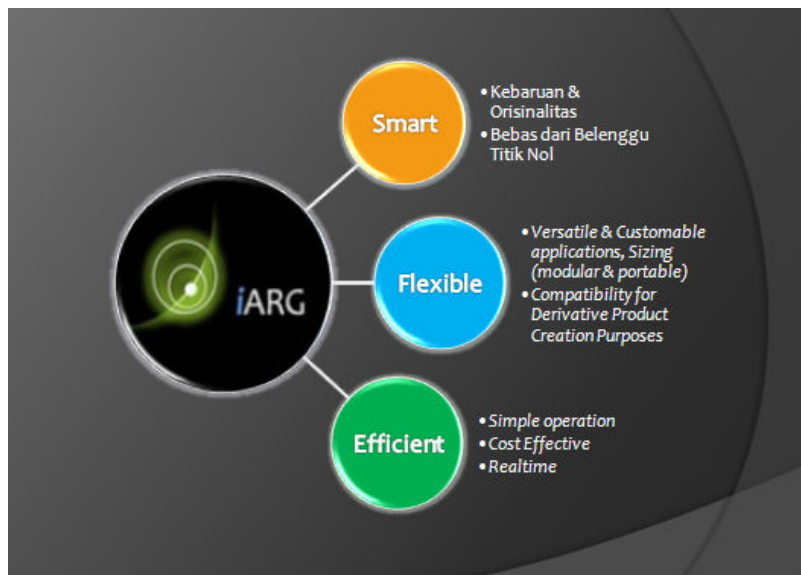 iARG
Smart
• Kebaruan &
Orisinalitas
• Bebas dari Belenggu
Titik Nol
Flexible
• Versatile & Customable
applications, Sizing
(modular & portable)
• Compatibility for
Derivative Product
Creation Purposes
Efficient
• Simple operation
• Cost Effective
• Realtime